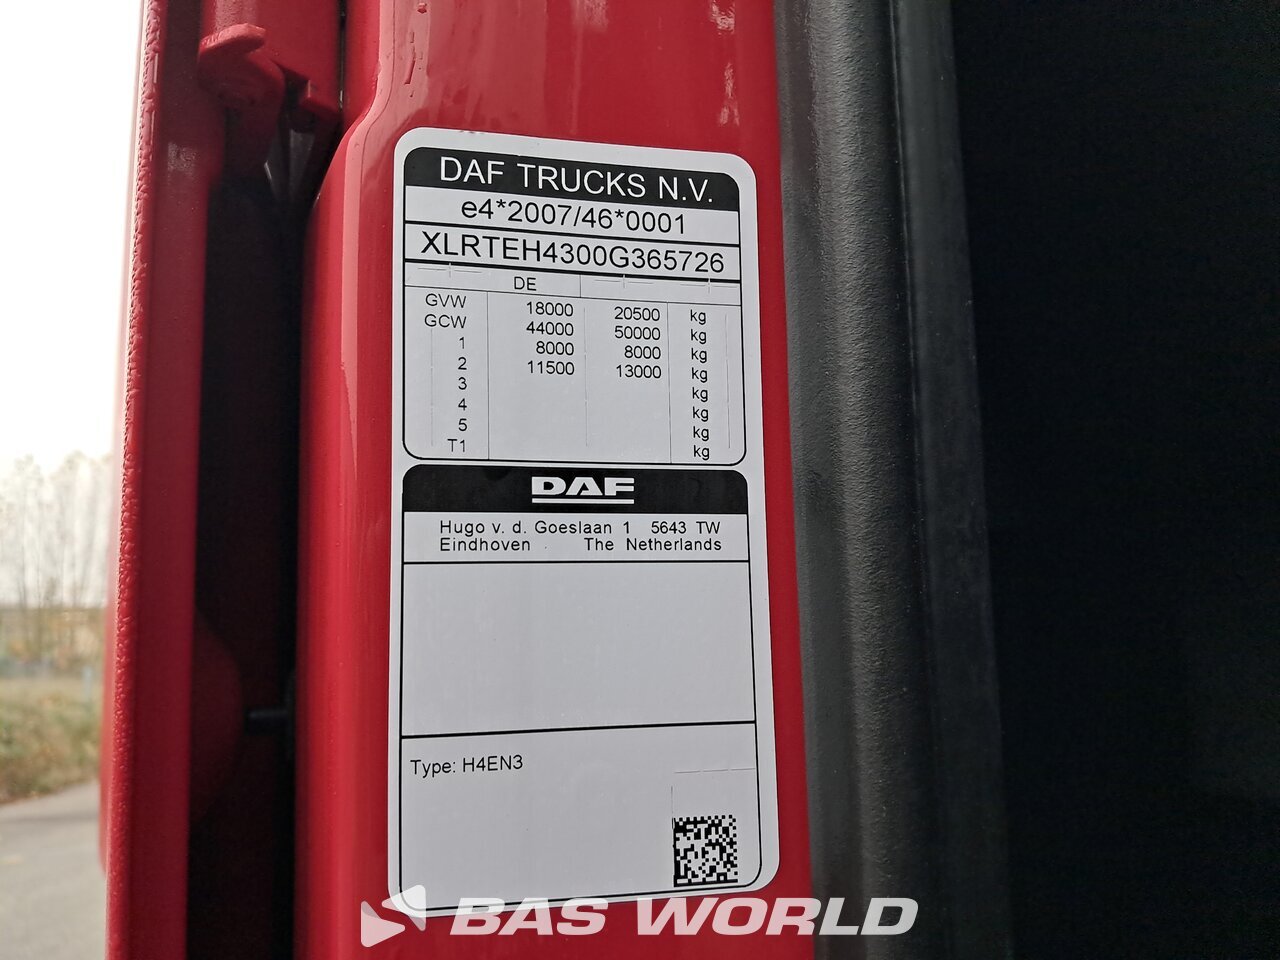 DAF TRUCKS N.V.
e4*2007/46*0001
XLRTEH4300G365726
DE
GVW 18000 20500 kg
GCW 44000 50000 kg
1 8000 8000 kg
2 11500 13000 kg
3 kg
4 kg
5 kg
T1 kg
DAF
Hugo v. d. Goeslaan 1 5643 TW
Eindhoven The Netherlands
Type: H4EN3
BAS WORLD